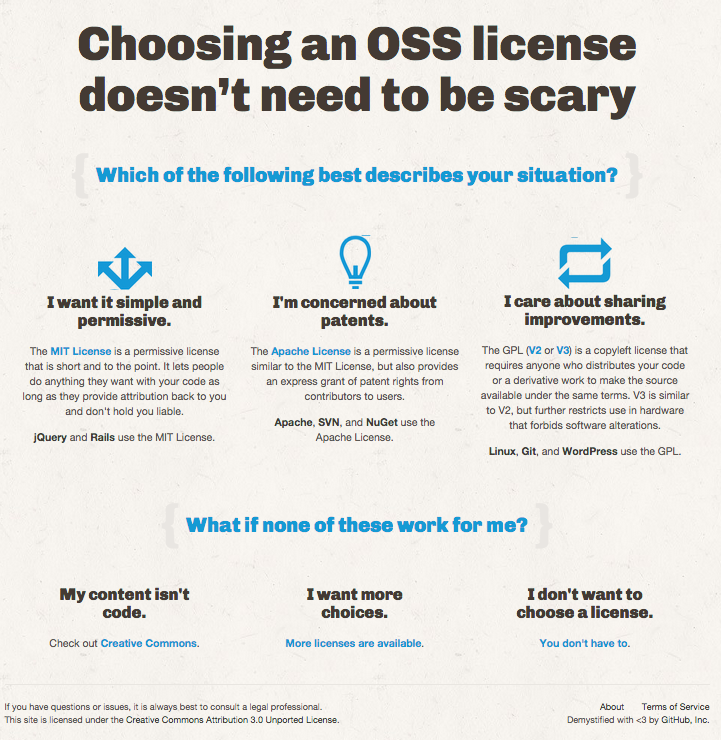 Choosing an OSS license
doesn't need to be scary
{ Which of the following best describes your situation? }
I want it simple and
permissive.
The MIT License is a permissive license
that is short and to the point. It lets people
do anything they want with your code as
long as they provide attribution back to you
and don't hold you liable.
jQuery and Rails use the MIT License.
I'm concerned about
patents.
The Apache License is a permissive license
similar to the MIT License, but also provides
an express grant of patent rights from
contributors to users.
Apache, SVN, and NuGet use the
Apache License.
I care about sharing
improvements.
The GPL (V2 or V3) is a copyleft license that
requires anyone who distributes your code
or a derivative work to make the source
available under the same terms. V3 is similar
to V2, but further restricts use in hardware
that forbids software alterations.
Linux, Git, and WordPress use the GPL.
{ What if none of these work for me? }
My content isn't
code.
Check out Creative Commons.
I want more
choices.
More licenses are available.
I don't want to
choose a license.
You don't have to.
If you have questions or issues, it is always best to consult a legal professional.
This site is licensed under the Creative Commons Attribution 3.0 Unported License.
About Terms of Service
Demystified with <3 by GitHub, Inc.